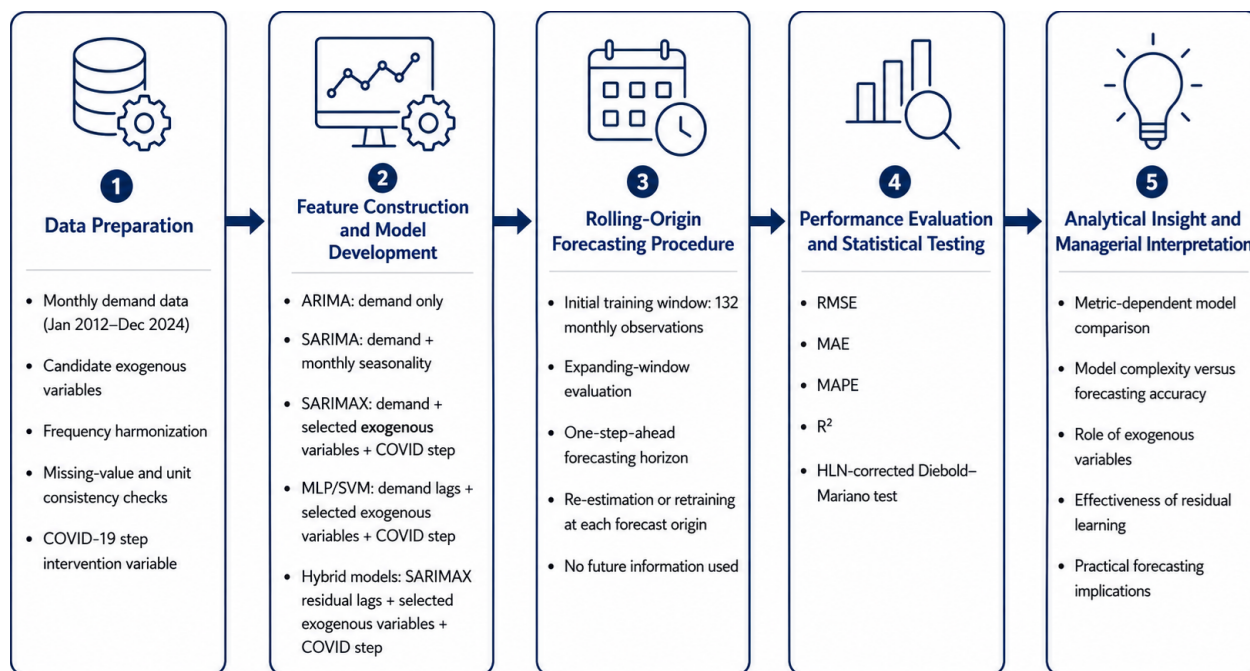 1
Data Preparation
• Monthly demand data
(Jan 2012–Dec 2024)
• Candidate exogenous
variables
• Frequency harmonization
• Missing-value and unit
consistency checks
• COVID-19 step
intervention variable
2
Feature Construction
and Model
Development
• ARIMA: demand only
• SARIMA: demand +
monthly seasonality
• SARIMAX: demand +
selected exogenous
variables + COVID step
• MLP/SVM: demand lags +
selected exogenous
variables + COVID step
• Hybrid models: SARIMAX
residual lags + selected
exogenous variables +
COVID step
3
Rolling-Origin
Forecasting Procedure
• Initial training window: 132
monthly observations
• Expanding-window
evaluation
• One-step-ahead
forecasting horizon
• Re-estimation or retraining
at each forecast origin
• No future information used
4
Performance Evaluation
and Statistical Testing
• RMSE
• MAE
• MAPE
• R²
• HLN-corrected Diebold–
Mariano test
5
Analytical Insight and
Managerial Interpretation
• Metric-dependent model
comparison
• Model complexity versus
forecasting accuracy
• Role of exogenous
variables
• Effectiveness of residual
learning
• Practical forecasting
implications